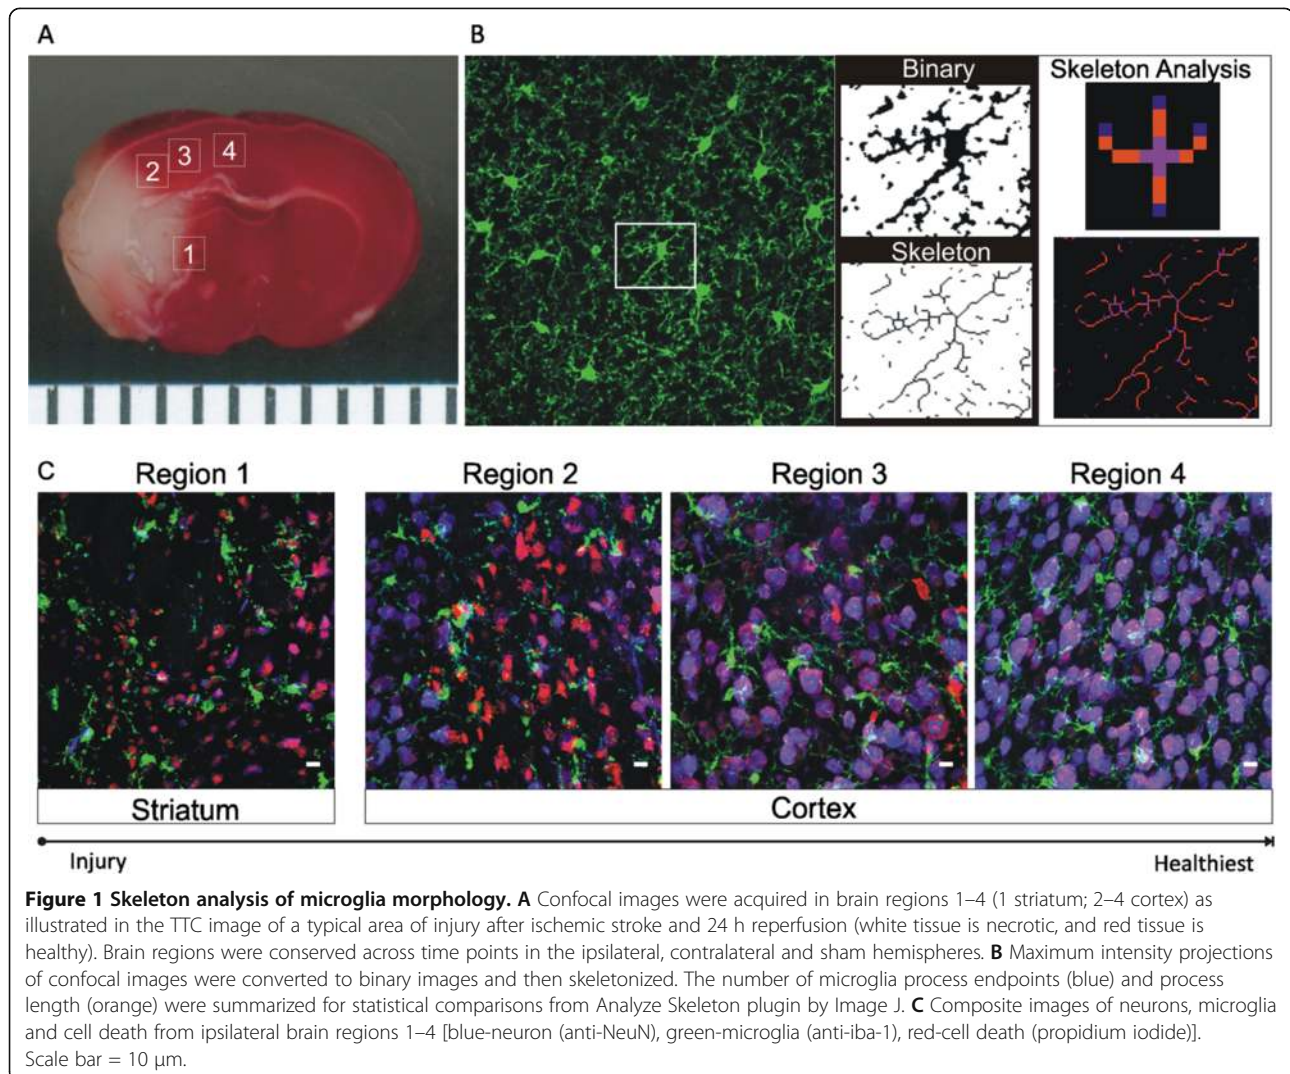 A
B
2
3
4
1
Binary
Skeleton
Skeleton Analysis
C
Region 1
Region 2
Region 3
Region 4
Striatum
Cortex
Injury
Healthiest
Figure 1 Skeleton analysis of microglia morphology. A Confocal images were acquired in brain regions 1–4 (1 striatum; 2–4 cortex) as
illustrated in the TTC image of a typical area of injury after ischemic stroke and 24 h reperfusion (white tissue is necrotic, and red tissue is
healthy). Brain regions were conserved across time points in the ipsilateral, contralateral and sham hemispheres. B Maximum intensity projections
of confocal images were converted to binary images and then skeletonized. The number of microglia process endpoints (blue) and process
length (orange) were summarized for statistical comparisons from Analyze Skeleton plugin by Image J. C Composite images of neurons, microglia
and cell death from ipsilateral brain regions 1–4 [blue-neuron (anti-NeuN), green-microglia (anti-iba-1), red-cell death (propidium iodide)].
Scale bar = 10 μm.